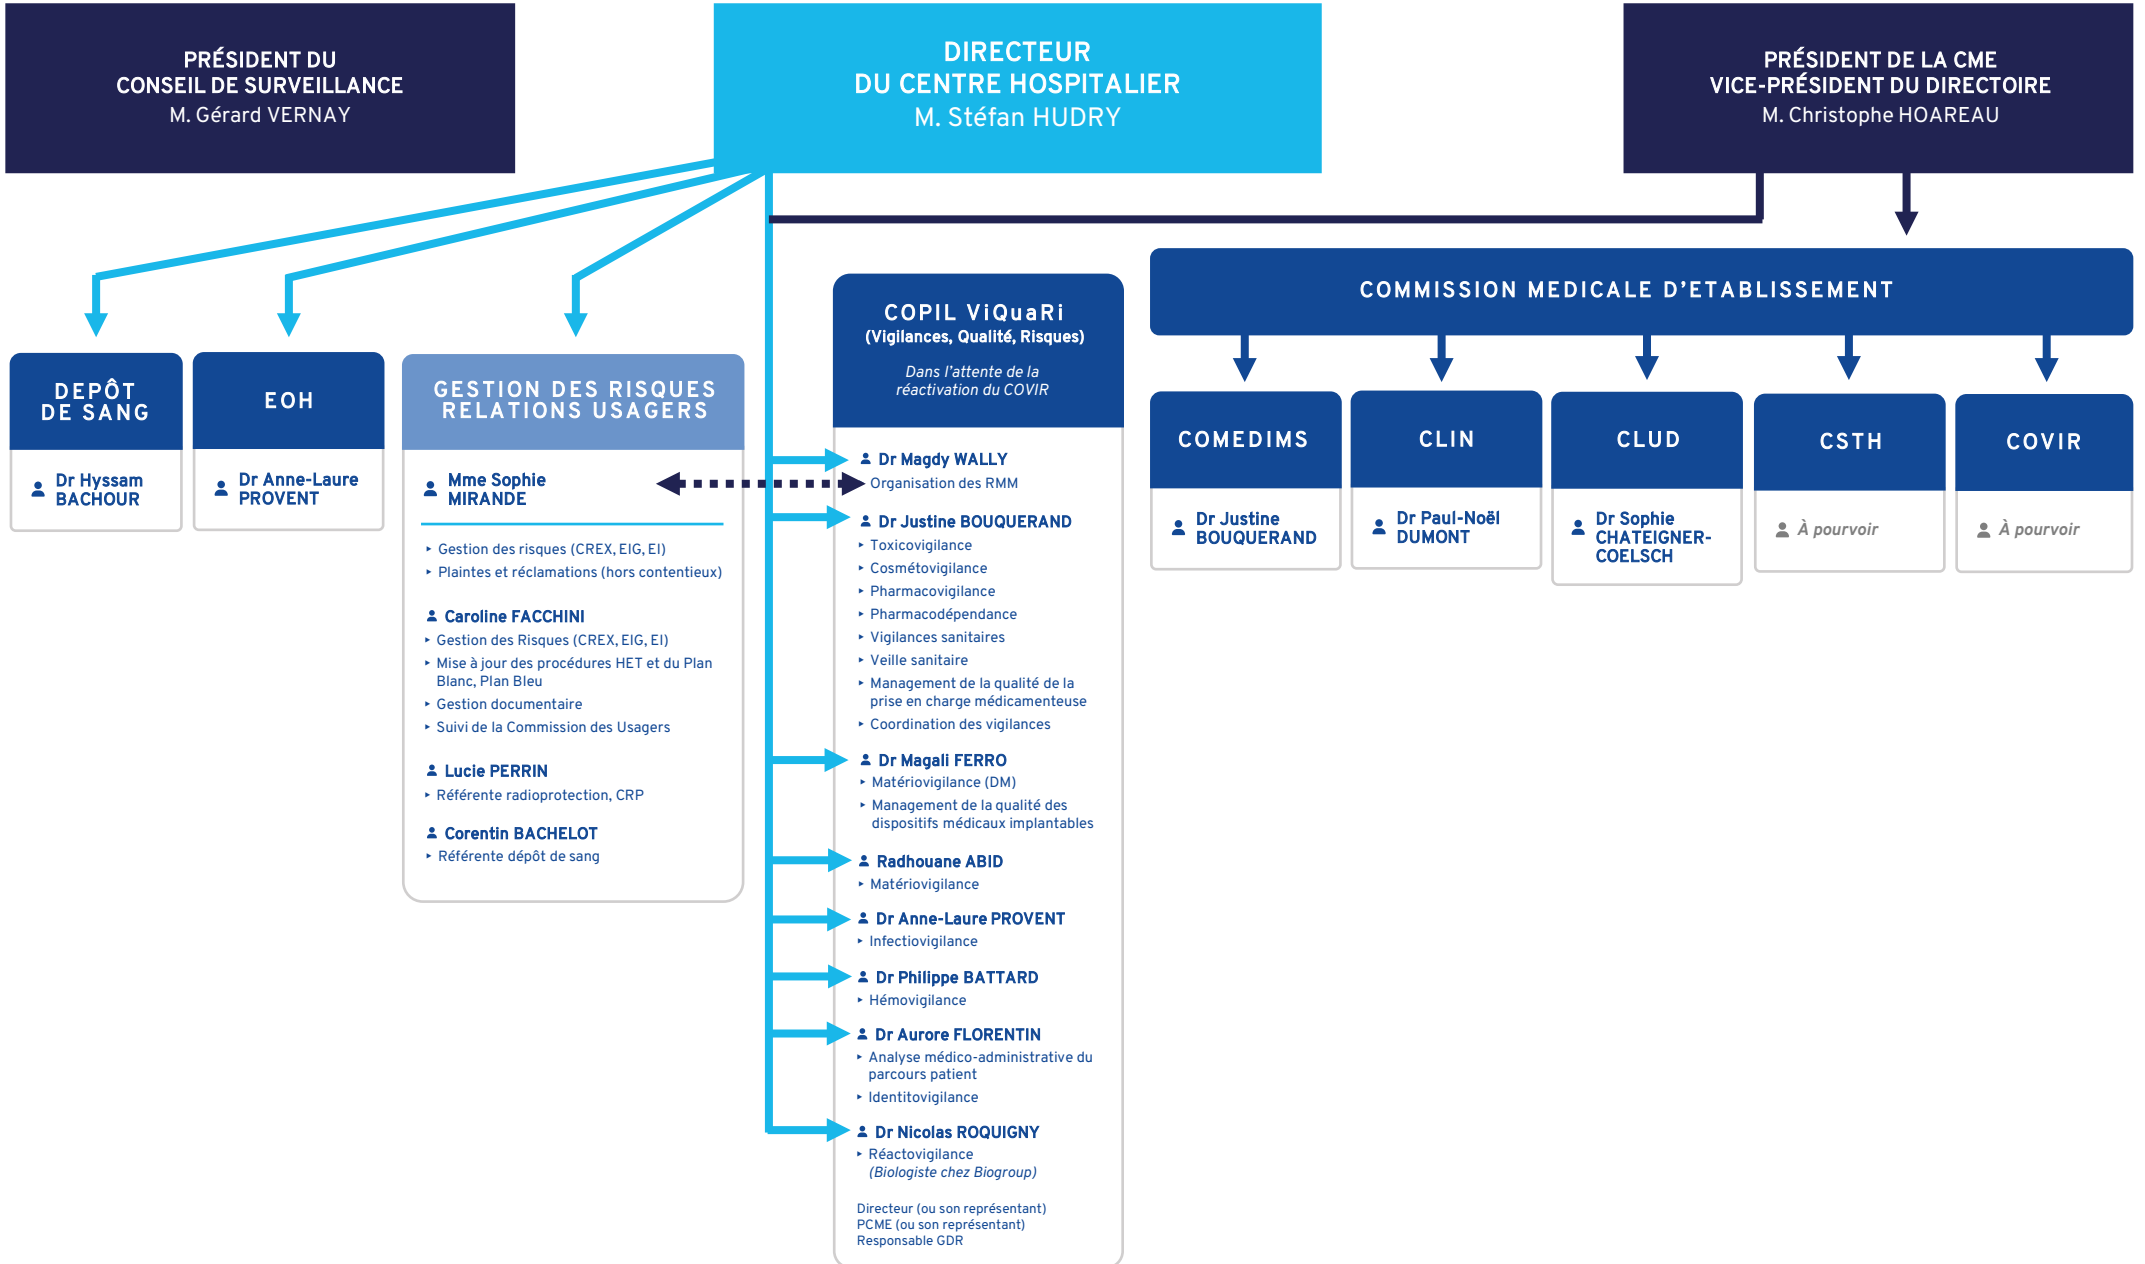 PRÉSIDENT DU
CONSEIL DE SURVEILLANCE
M. Gérard VERNAY
DIRECTEUR
DU CENTRE HOSPITALIER
M. Stéfan HUDRY
PRÉSIDENT DE LA CME
VICE-PRÉSIDENT DU DIRECTOIRE
M. Christophe HOAREAU
DEPÔT
DE SANG
Dr Hyssam
BACHOUR
EOH
Dr Anne-Laure
PROVENT
GESTION DES RISQUES
RELATIONS USAGERS
Mme Sophie
MIRANDE
Gestion des risques (CREX, EIG, EI)
Plaintes et réclamations (hors contentieux)
Caroline FACCHINI
Gestion des Risques (CREX, EIG, EI)
Mise à jour des procédures HET et du Plan
Blanc, Plan Bleu
Gestion documentaire
Suivi de la Commission des Usagers
Lucie PERRIN
Référente radioprotection, CRP
Corentin BACHELOT
Référente dépôt de sang
COPIL ViQuaRi
(Vigilances, Qualité, Risques)
Dans l'attente de la
réactivation du COVIR
Dr Magdy WALLY
Organisation des RMM
Dr Justine BOUQUERAND
Toxicovigilance
Cosmétovigilance
Pharmacovigilance
Pharmacodépendance
Vigilances sanitaires
Veille sanitaire
Management de la qualité de la
prise en charge médicamenteuse
Coordination des vigilances
Dr Magali FERRO
Matériovigilance (DM)
Management de la qualité des
dispositifs médicaux implantables
Radhouane ABID
Matériovigilance
Dr Anne-Laure PROVENT
Infectiovigilance
Dr Philippe BATTARD
Hémovigilance
Dr Aurore FLORENTIN
Analyse médico-administrative du
parcours patient
Identitovigilance
Dr Nicolas ROQUIGNY
Réactovigilance
(Biologiste chez Biogroup)
Directeur (ou son représentant)
PCME (ou son représentant)
Responsable GDR
COMMISSION MEDICALE D'ETABLISSEMENT
COMEDIMS
Dr Justine
BOUQUERAND
CLIN
Dr Paul-Noël
DUMONT
CLUD
Dr Sophie
CHATEIGNER-
COELSCH
CSTH
À pourvoir
COVIR
À pourvoir